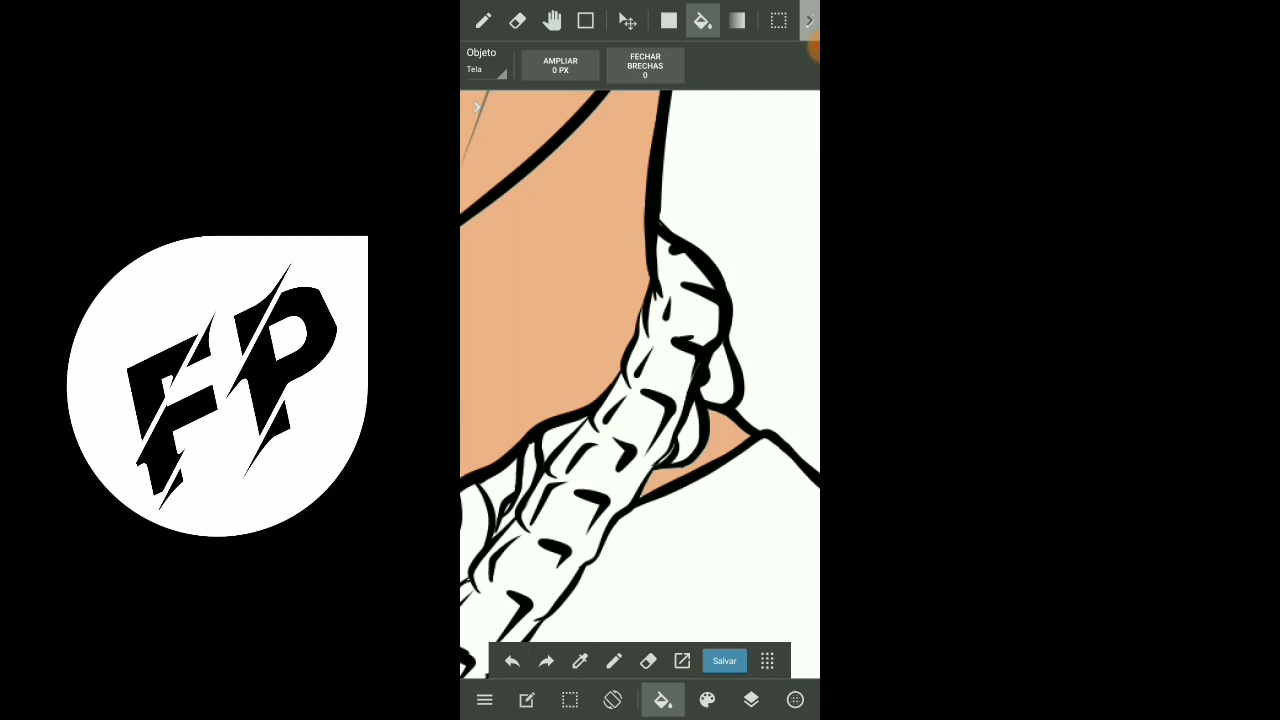 Objeto
Tela
AMPLIAR
0 PX
FECHAR
BRECHAS
0
FP
Salvar